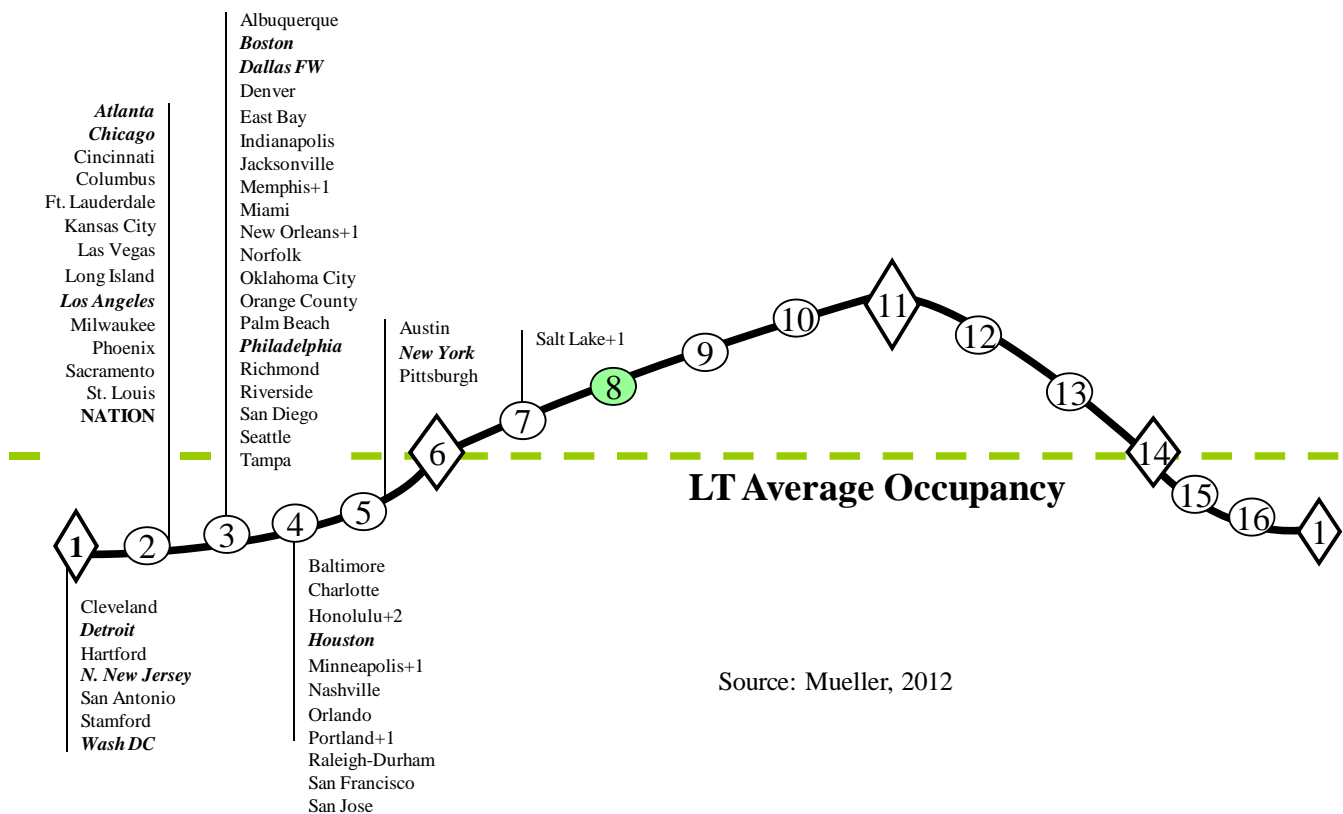 Albuquerque
Boston
Dallas FW
Denver
East Bay
Indianapolis
Jacksonville
Memphis+1
Miami
New Orleans+1
Norfolk
Oklahoma City
Orange County
Palm Beach
Philadelphia
Richmond
Riverside
San Diego
Seattle
Tampa
Atlanta
Chicago
Cincinnati
Columbus
Ft. Lauderdale
Kansas City
Las Vegas
Long Island
Los Angeles
Milwaukee
Phoenix
Sacramento
St. Louis
NATION
Austin
New York
Pittsburgh
Salt Lake+1
1
2
3
4
5
6
7
8
9
10
11
12
13
14
15
16
1
LT Average Occupancy
Cleveland
Detroit
Hartford
N. New Jersey
San Antonio
Stamford
Wash DC
Baltimore
Charlotte
Honolulu+2
Houston
Minneapolis+1
Nashville
Orlando
Portland+1
Raleigh-Durham
San Francisco
San Jose
Source: Mueller, 2012